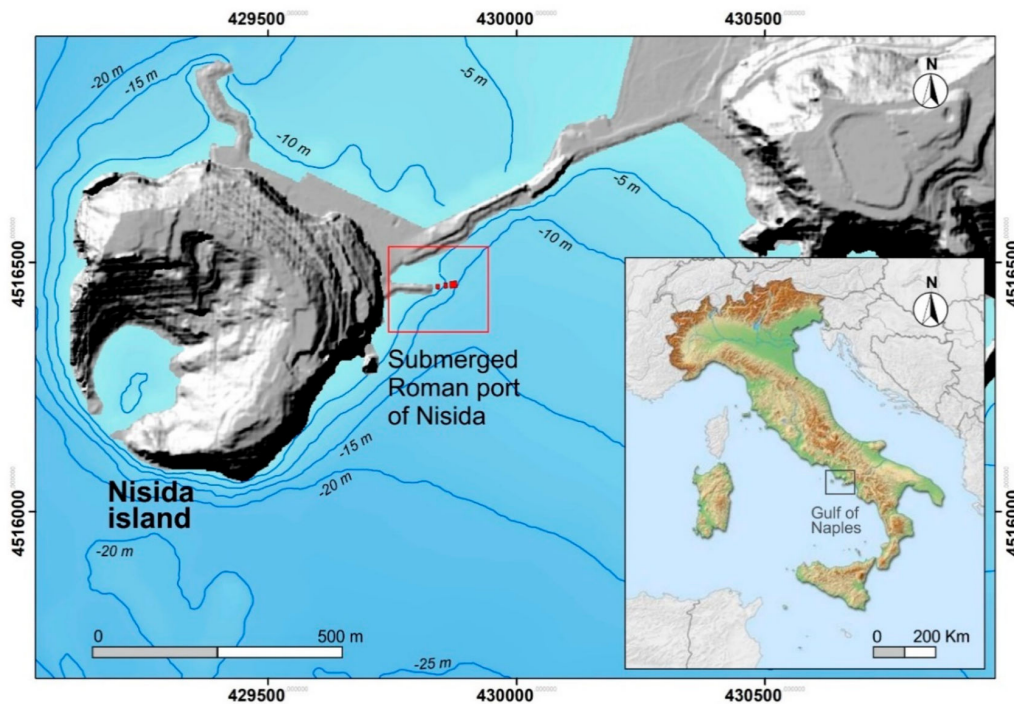 429500
430000
430500
-20 m
-15 m
-5 m
N
-10 m
-5 m
-10 m
4516500
4516500
Submerged
Roman port
of Nisida
-15 m
-20 m
Nisida
island
-20 m
4516000
4516000
0 500 m
-25 m
N
Gulf of
Naples
0 200 Km
429500
430000
430500